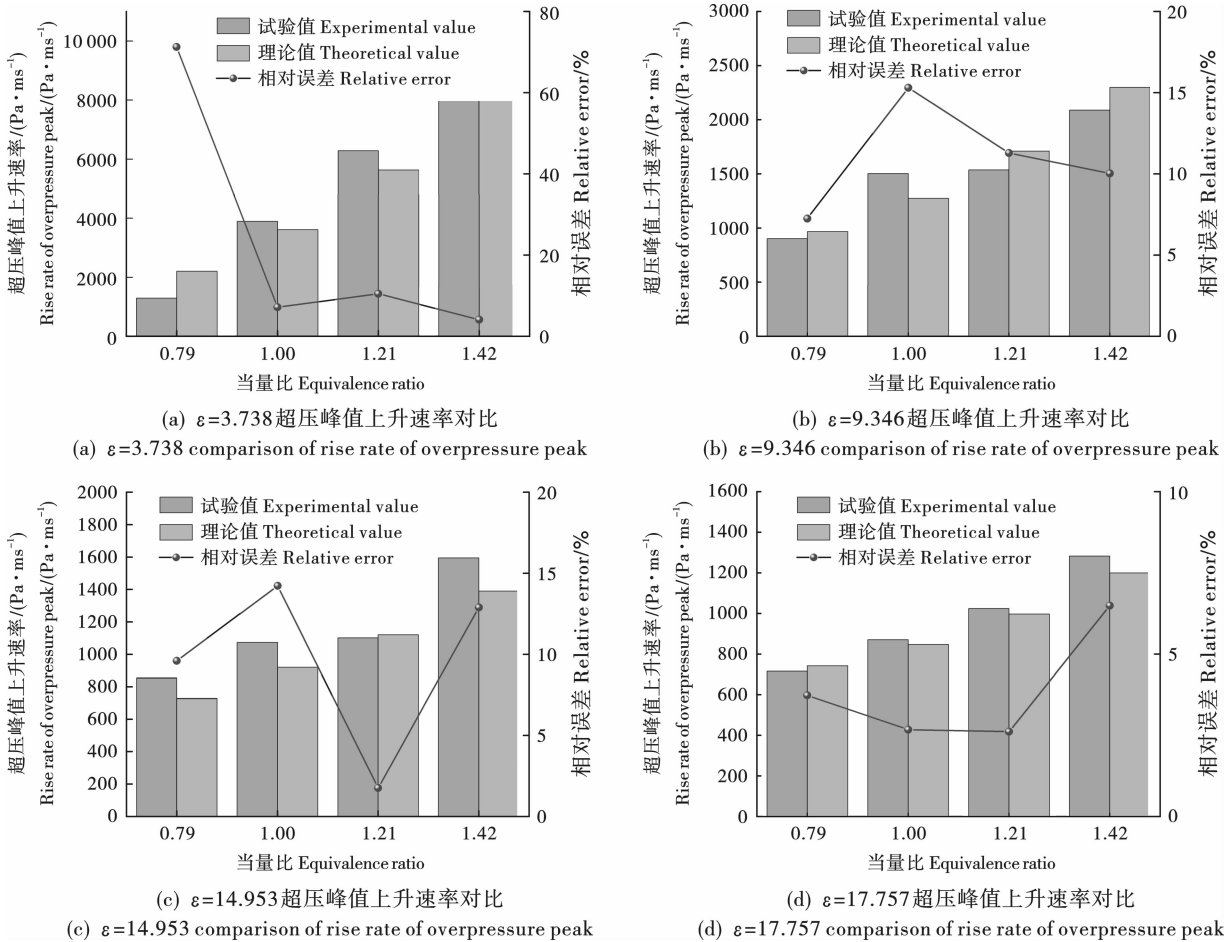 超压峰值上升速率/(Pa·ms⁻¹)
Rise rate of overpressure peak/(Pa·ms⁻¹)
10 000
8000
6000
4000
2000
0
试验值 Experimental value
理论值 Theoretical value
相对误差 Relative error
80
60
40
20
0
相对误差 Relative error/%
0.79 1.00 1.21 1.42
当量比 Equivalence ratio
(a) ε=3.738超压峰值上升速率对比
(a) ε=3.738 comparison of rise rate of overpressure peak
超压峰值上升速率/(Pa·ms⁻¹)
Rise rate of overpressure peak/(Pa·ms⁻¹)
3000
2500
2000
1500
1000
500
0
试验值 Experimental value
理论值 Theoretical value
相对误差 Relative error
20
15
10
5
0
相对误差 Relative error/%
0.79 1.00 1.21 1.42
当量比 Equivalence ratio
(b) ε=9.346超压峰值上升速率对比
(b) ε=9.346 comparison of rise rate of overpressure peak
超压峰值上升速率/(Pa·ms⁻¹)
Rise rate of overpressure peak/(Pa·ms⁻¹)
2000
1800
1600
1400
1200
1000
800
600
400
200
0
试验值 Experimental value
理论值 Theoretical value
相对误差 Relative error
20
15
10
5
0
相对误差 Relative error/%
0.79 1.00 1.21 1.42
当量比 Equivalence ratio
(c) ε=14.953超压峰值上升速率对比
(c) ε=14.953 comparison of rise rate of overpressure peak
超压峰值上升速率/(Pa·ms⁻¹)
Rise rate of overpressure peak/(Pa·ms⁻¹)
1600
1400
1200
1000
800
600
400
200
0
试验值 Experimental value
理论值 Theoretical value
相对误差 Relative error
10
5
0
相对误差 Relative error/%
0.79 1.00 1.21 1.42
当量比 Equivalence ratio
(d) ε=17.757超压峰值上升速率对比
(d) ε=17.757 comparison of rise rate of overpressure peak